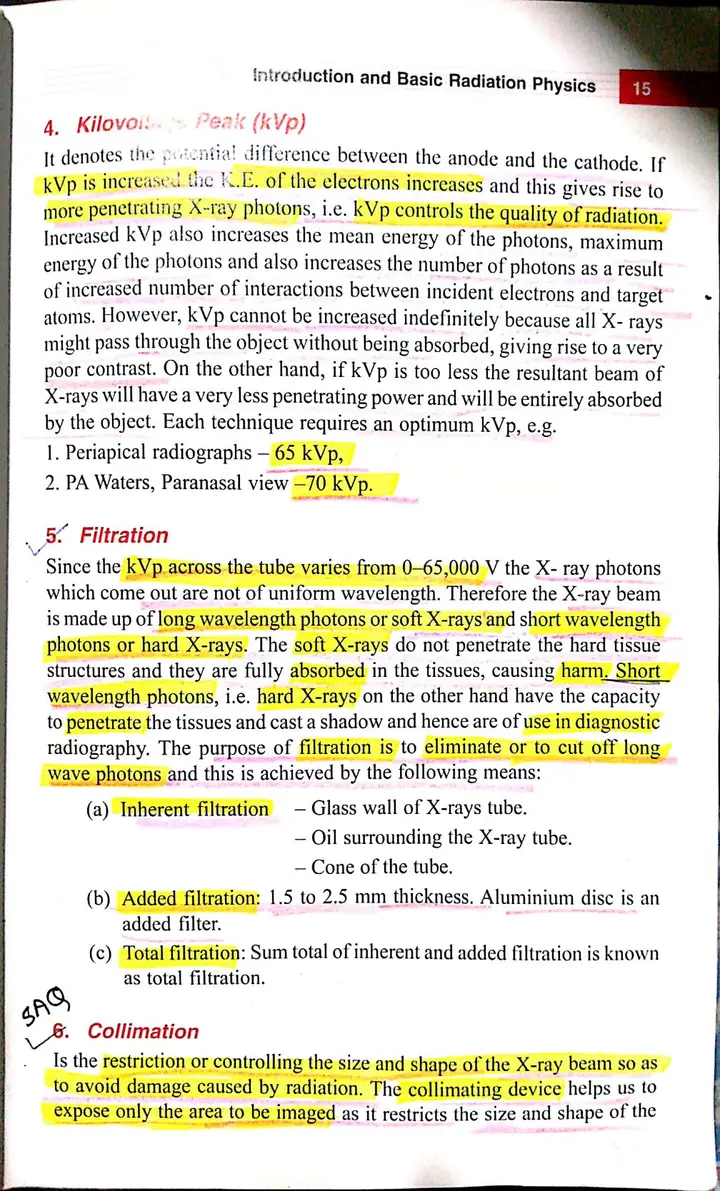 Introduction and Basic Radiation Physics 15
4. Kilovoltage Peak (kVp)
It denotes the potential difference between the anode and the cathode. If
kVp is increased the K.E. of the electrons increases and this gives rise to
more penetrating X-ray photons, i.e. kVp controls the quality of radiation.
Increased kVp also increases the mean energy of the photons, maximum
energy of the photons and also increases the number of photons as a result
of increased number of interactions between incident electrons and target
atoms. However, kVp cannot be increased indefinitely because all X- rays
might pass through the object without being absorbed, giving rise to a very
poor contrast. On the other hand, if kVp is too less the resultant beam of
X-rays will have a very less penetrating power and will be entirely absorbed
by the object. Each technique requires an optimum kVp, e.g.
1. Periapical radiographs – 65 kVp,
2. PA Waters, Paranasal view –70 kVp.
5. Filtration
Since the kVp across the tube varies from 0–65,000 V the X- ray photons
which come out are not of uniform wavelength. Therefore the X-ray beam
is made up of long wavelength photons or soft X-rays and short wavelength
photons or hard X-rays. The soft X-rays do not penetrate the hard tissue
structures and they are fully absorbed in the tissues, causing harm. Short
wavelength photons, i.e. hard X-rays on the other hand have the capacity
to penetrate the tissues and cast a shadow and hence are of use in diagnostic
radiography. The purpose of filtration is to eliminate or to cut off long
wave photons and this is achieved by the following means:
(a) Inherent filtration – Glass wall of X-rays tube.
– Oil surrounding the X-ray tube.
– Cone of the tube.
(b) Added filtration: 1.5 to 2.5 mm thickness. Aluminium disc is an
added filter.
(c) Total filtration: Sum total of inherent and added filtration is known
as total filtration.
SAQ
6. Collimation
Is the restriction or controlling the size and shape of the X-ray beam so as
to avoid damage caused by radiation. The collimating device helps us to
expose only the area to be imaged as it restricts the size and shape of the